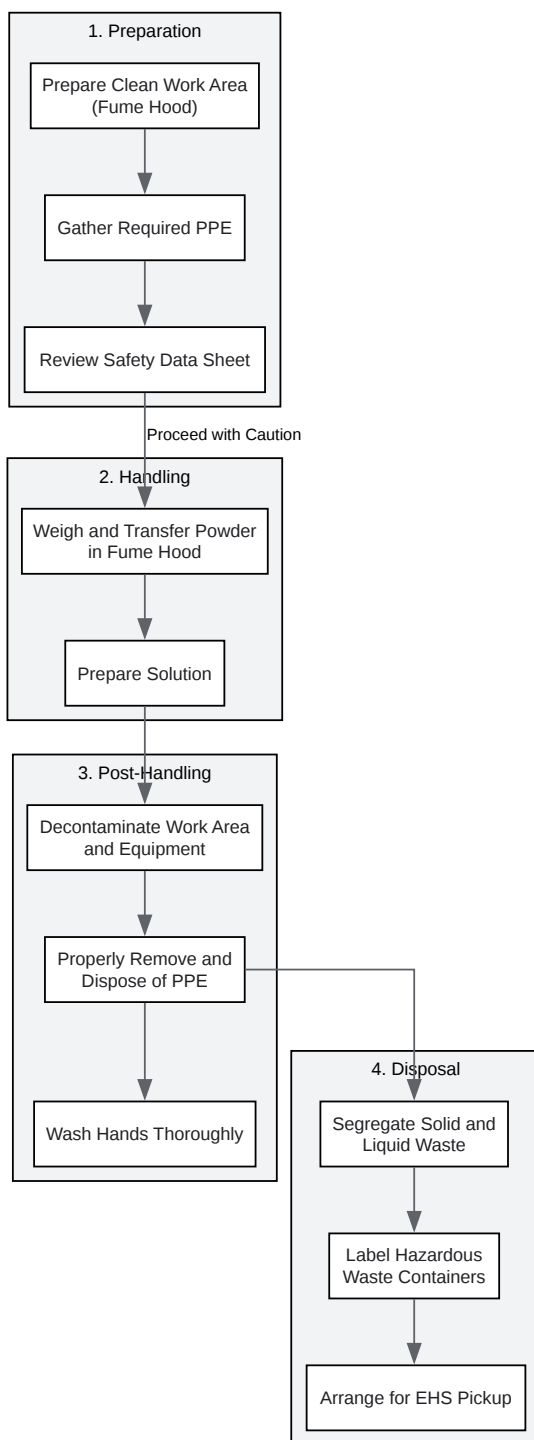 1. Preparation
Prepare Clean Work Area
(Fume Hood)
Gather Required PPE
Review Safety Data Sheet
Proceed with Caution
2. Handling
Weigh and Transfer Powder
in Fume Hood
Prepare Solution
3. Post-Handling
Decontaminate Work Area
and Equipment
Properly Remove and
Dispose of PPE
Wash Hands Thoroughly
4. Disposal
Segregate Solid and
Liquid Waste
Label Hazardous
Waste Containers
Arrange for EHS Pickup